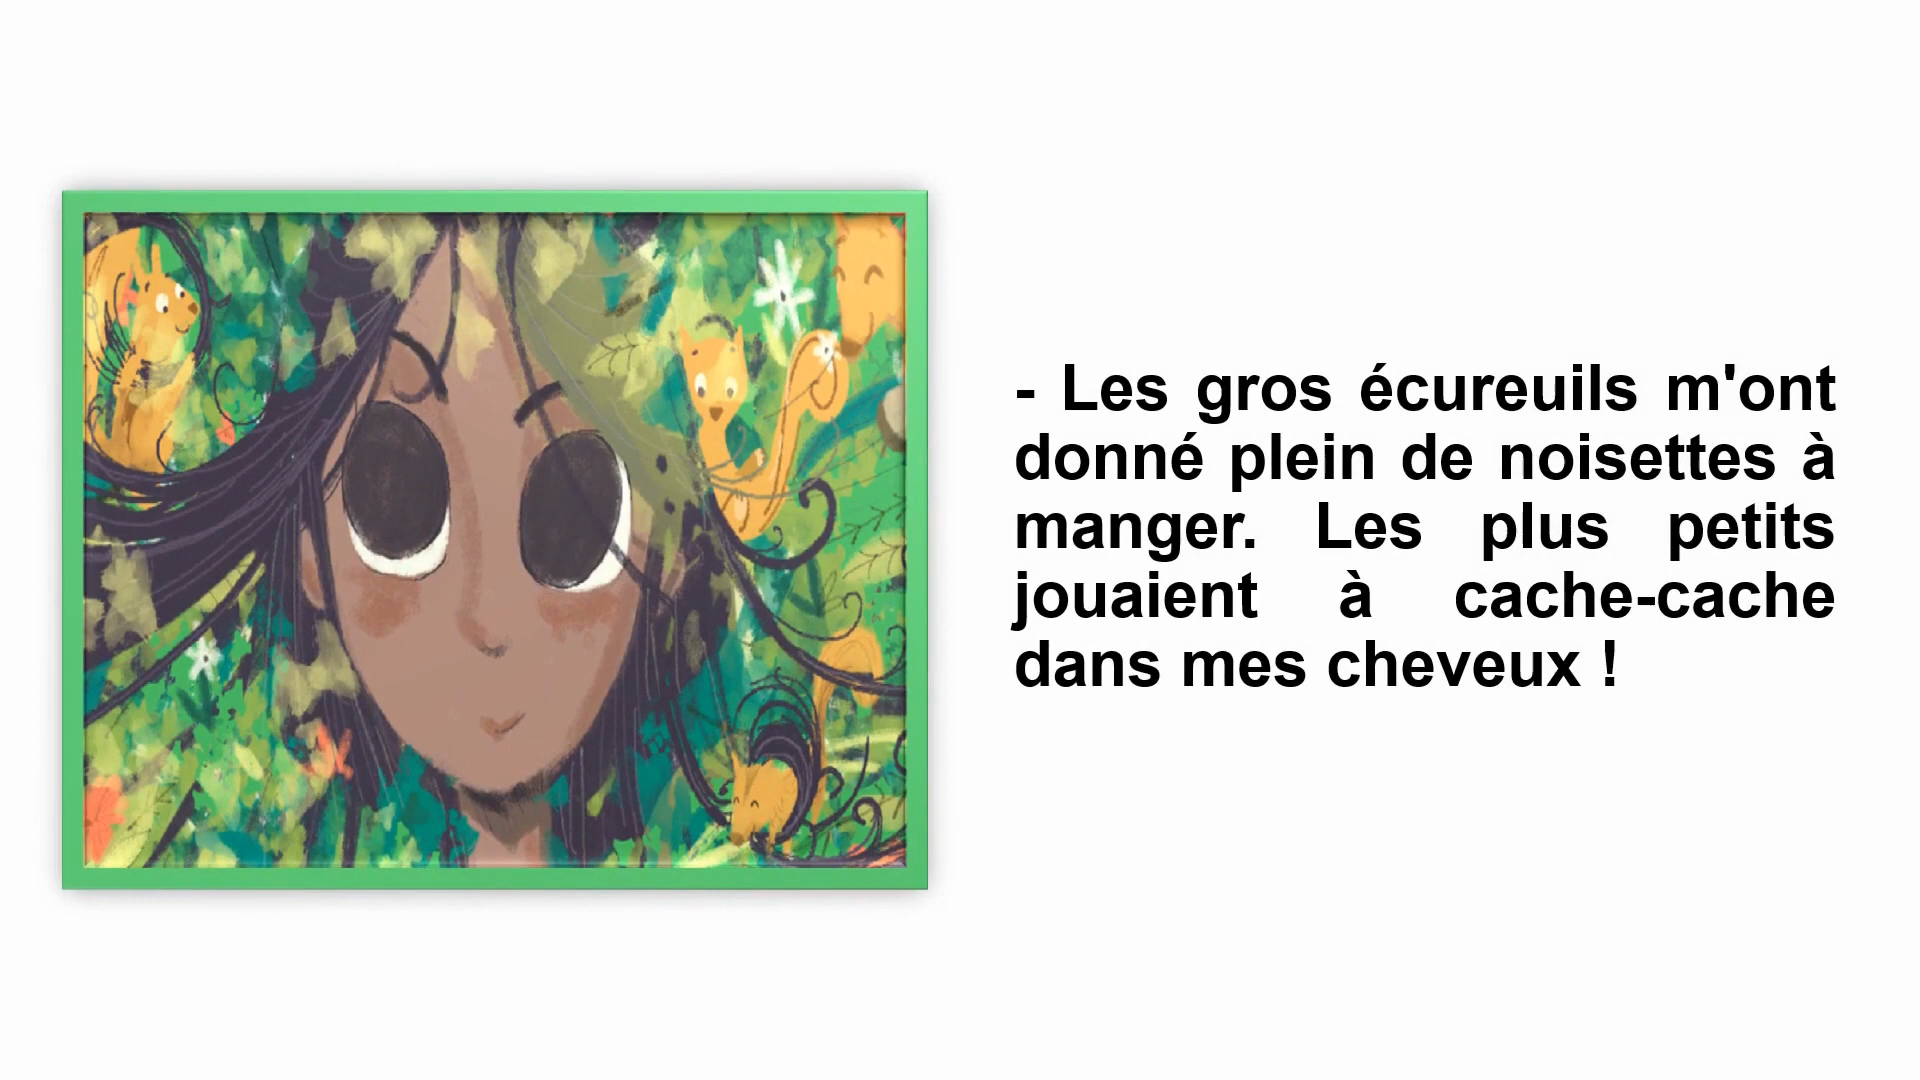 - Les gros écureuils m'ont
donné plein de noisettes à
manger. Les plus petits
jouaient à cache-cache
dans mes cheveux !